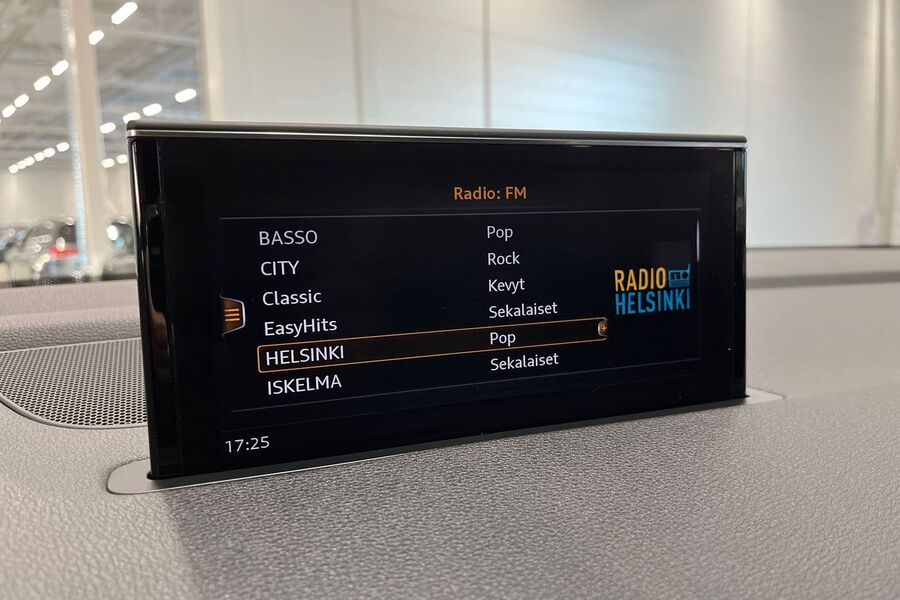 Radio: FM
BASSO Pop
CITY Rock
Classic Kevyt
EasyHits Sekalaiset
HELSINKI Pop
ISKELMA Sekalaiset
RADIO
HELSINKI
17:25